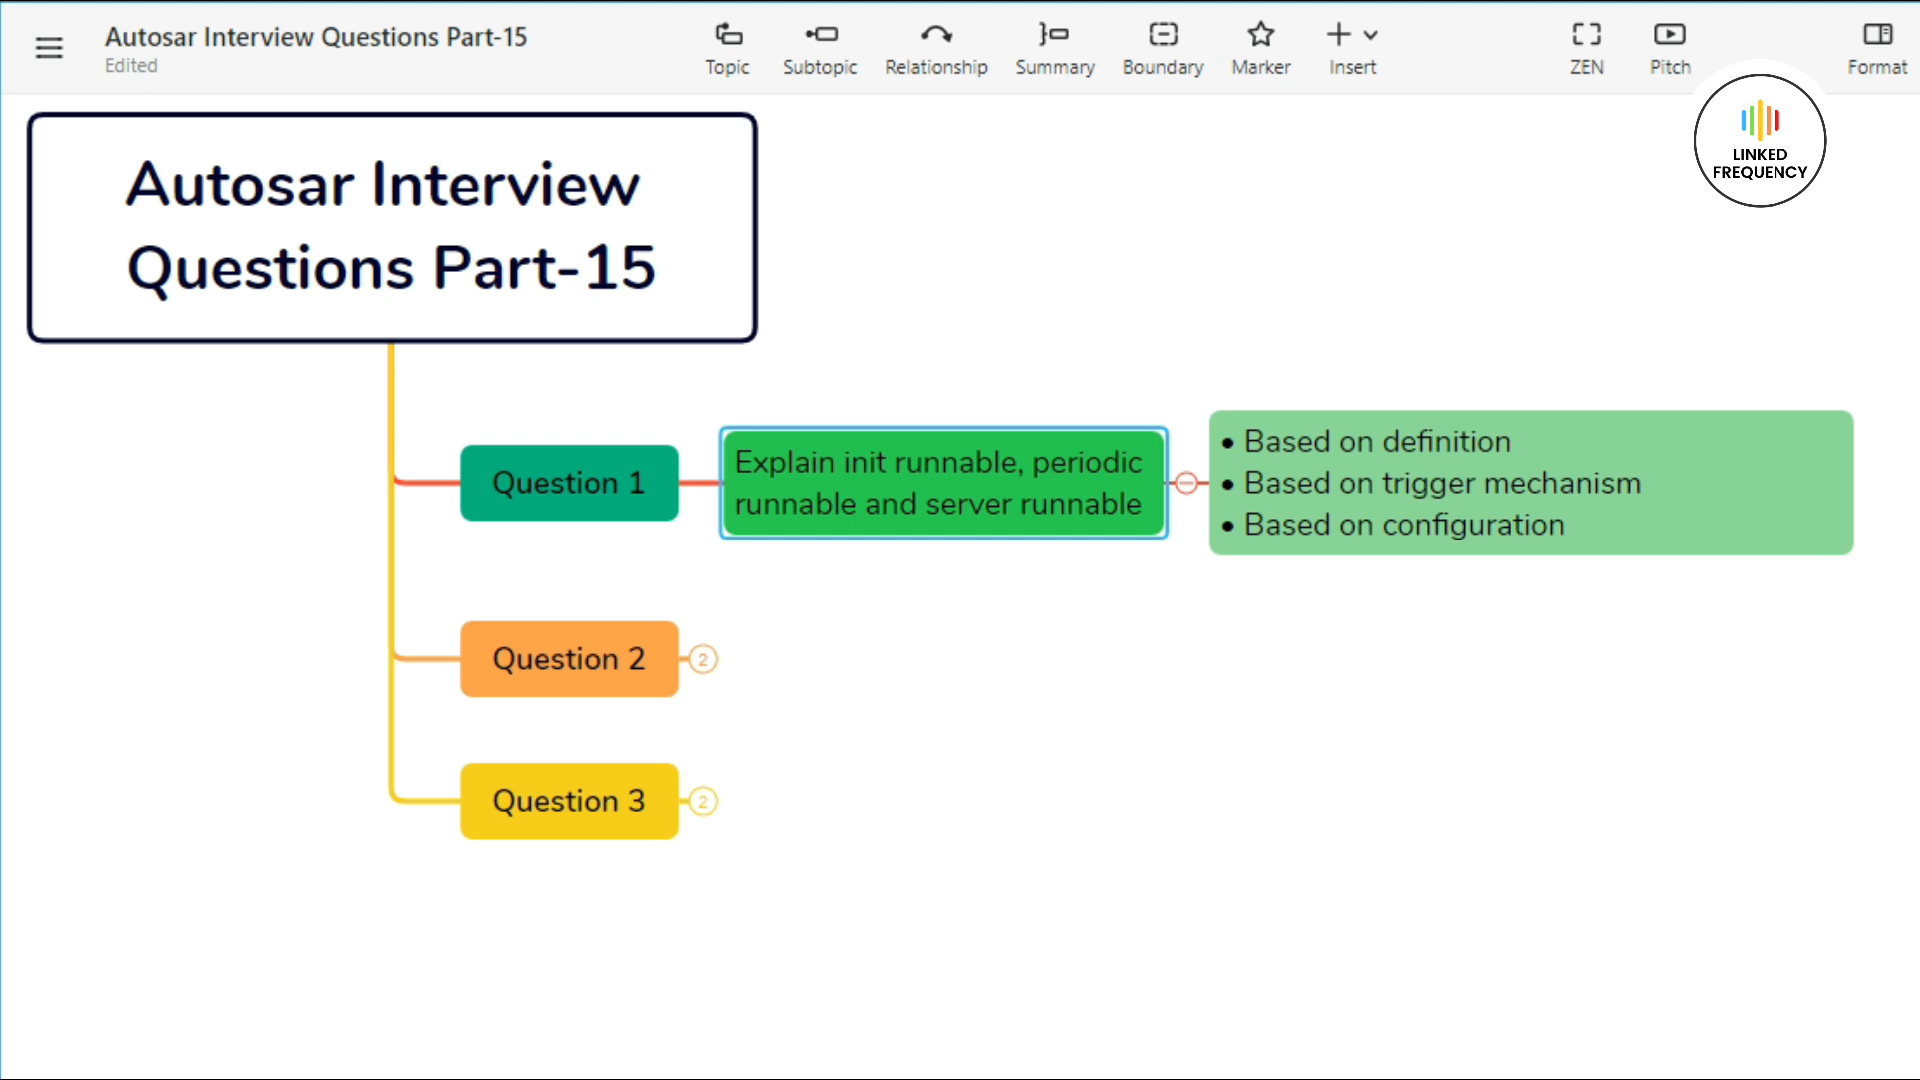 Autosar Interview Questions Part-15
Edited
Topic
Subtopic
Relationship
Summary
Boundary
Marker
Insert
ZEN
Pitch
Format
LINKED
FREQUENCY
Autosar Interview
Questions Part-15
Question 1
Explain init runnable, periodic
runnable and server runnable
• Based on definition
• Based on trigger mechanism
• Based on configuration
Question 2
2
Question 3
2